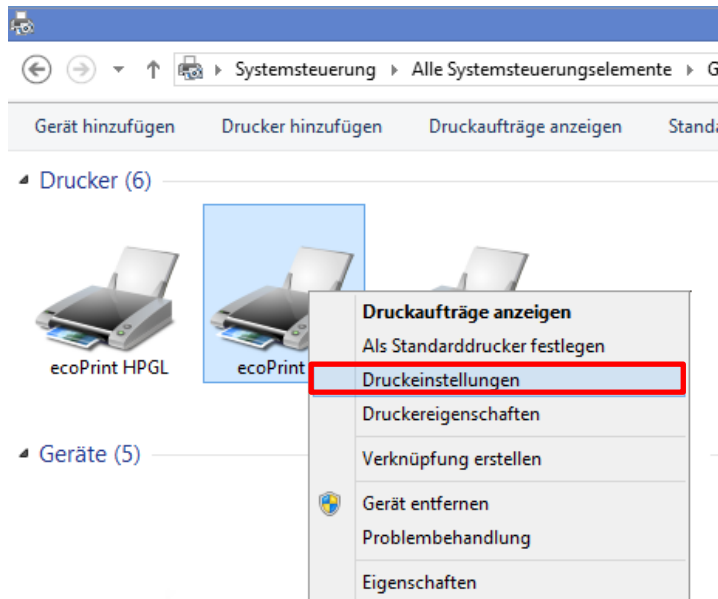 Systemsteuerung Alle Systemsteuerungselemente
Gerät hinzufügen Drucker hinzufügen Druckaufträge anzeigen
Drucker (6)
ecoPrint HPGL
ecoPrint
Druckaufträge anzeigen
Als Standarddrucker festlegen
Druckeinstellungen
Druckereigenschaften
Verknüpfung erstellen
Gerät entfernen
Problembehandlung
Eigenschaften
Geräte (5)